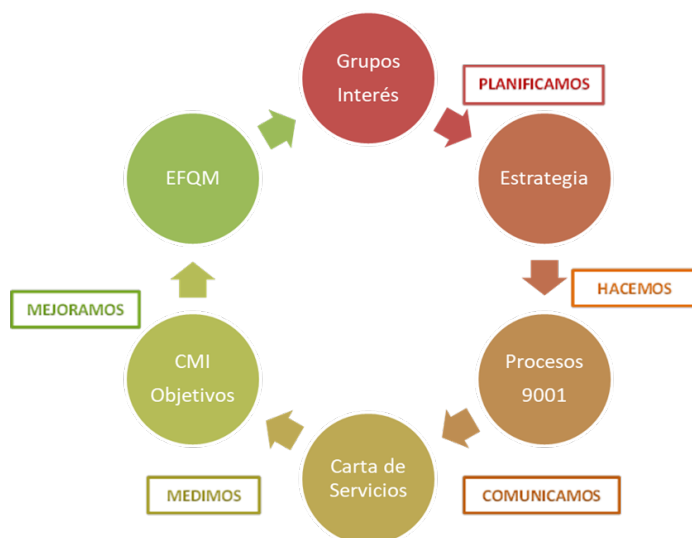 Grupos
Interés
PLANIFICAMOS
Estrategia
HACEMOS
Procesos
9001
COMUNICAMOS
Carta de
Servicios
MEDIMOS
CMI
Objetivos
MEJORAMOS
EFQM